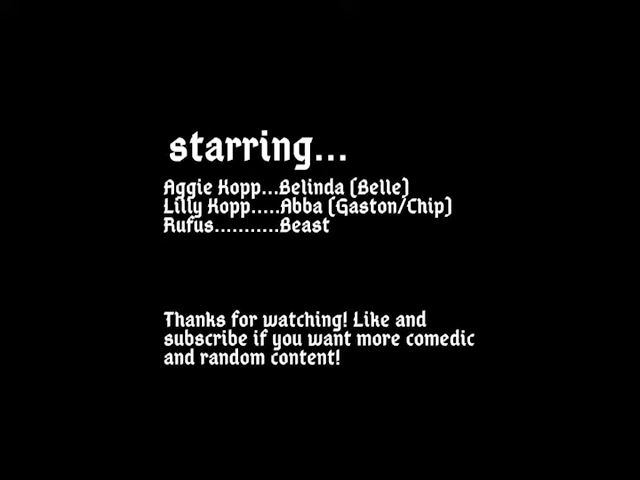 starring...
Aggie Kopp...Belinda (Belle)
Lilly Kopp.....Abba (Gaston/Chip)
Rufus...........Beast
Thanks for watching! Like and
subscribe if you want more comedic
and random content!